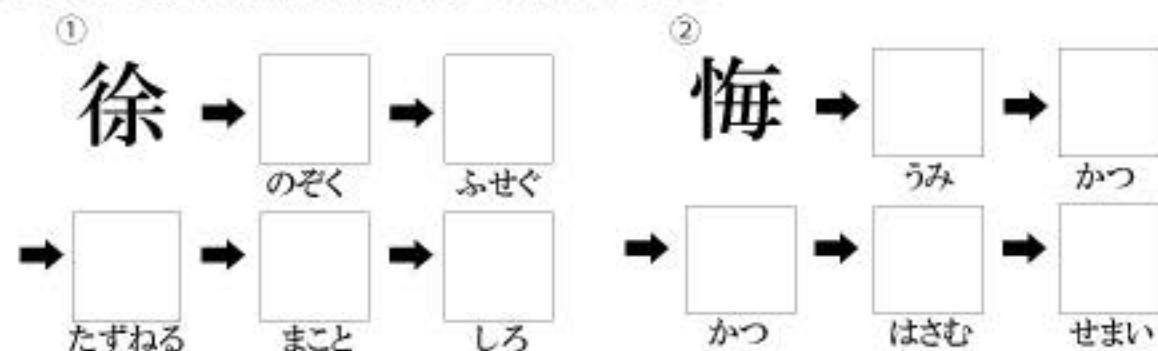 ① ②
徐 ➡ ➡ 悔 ➡ ➡
のぞく ふせぐ うみ かつ
➡ ➡ ➡ ➡ ➡ ➡
たずねる まこと しろ かつ はさむ せまい